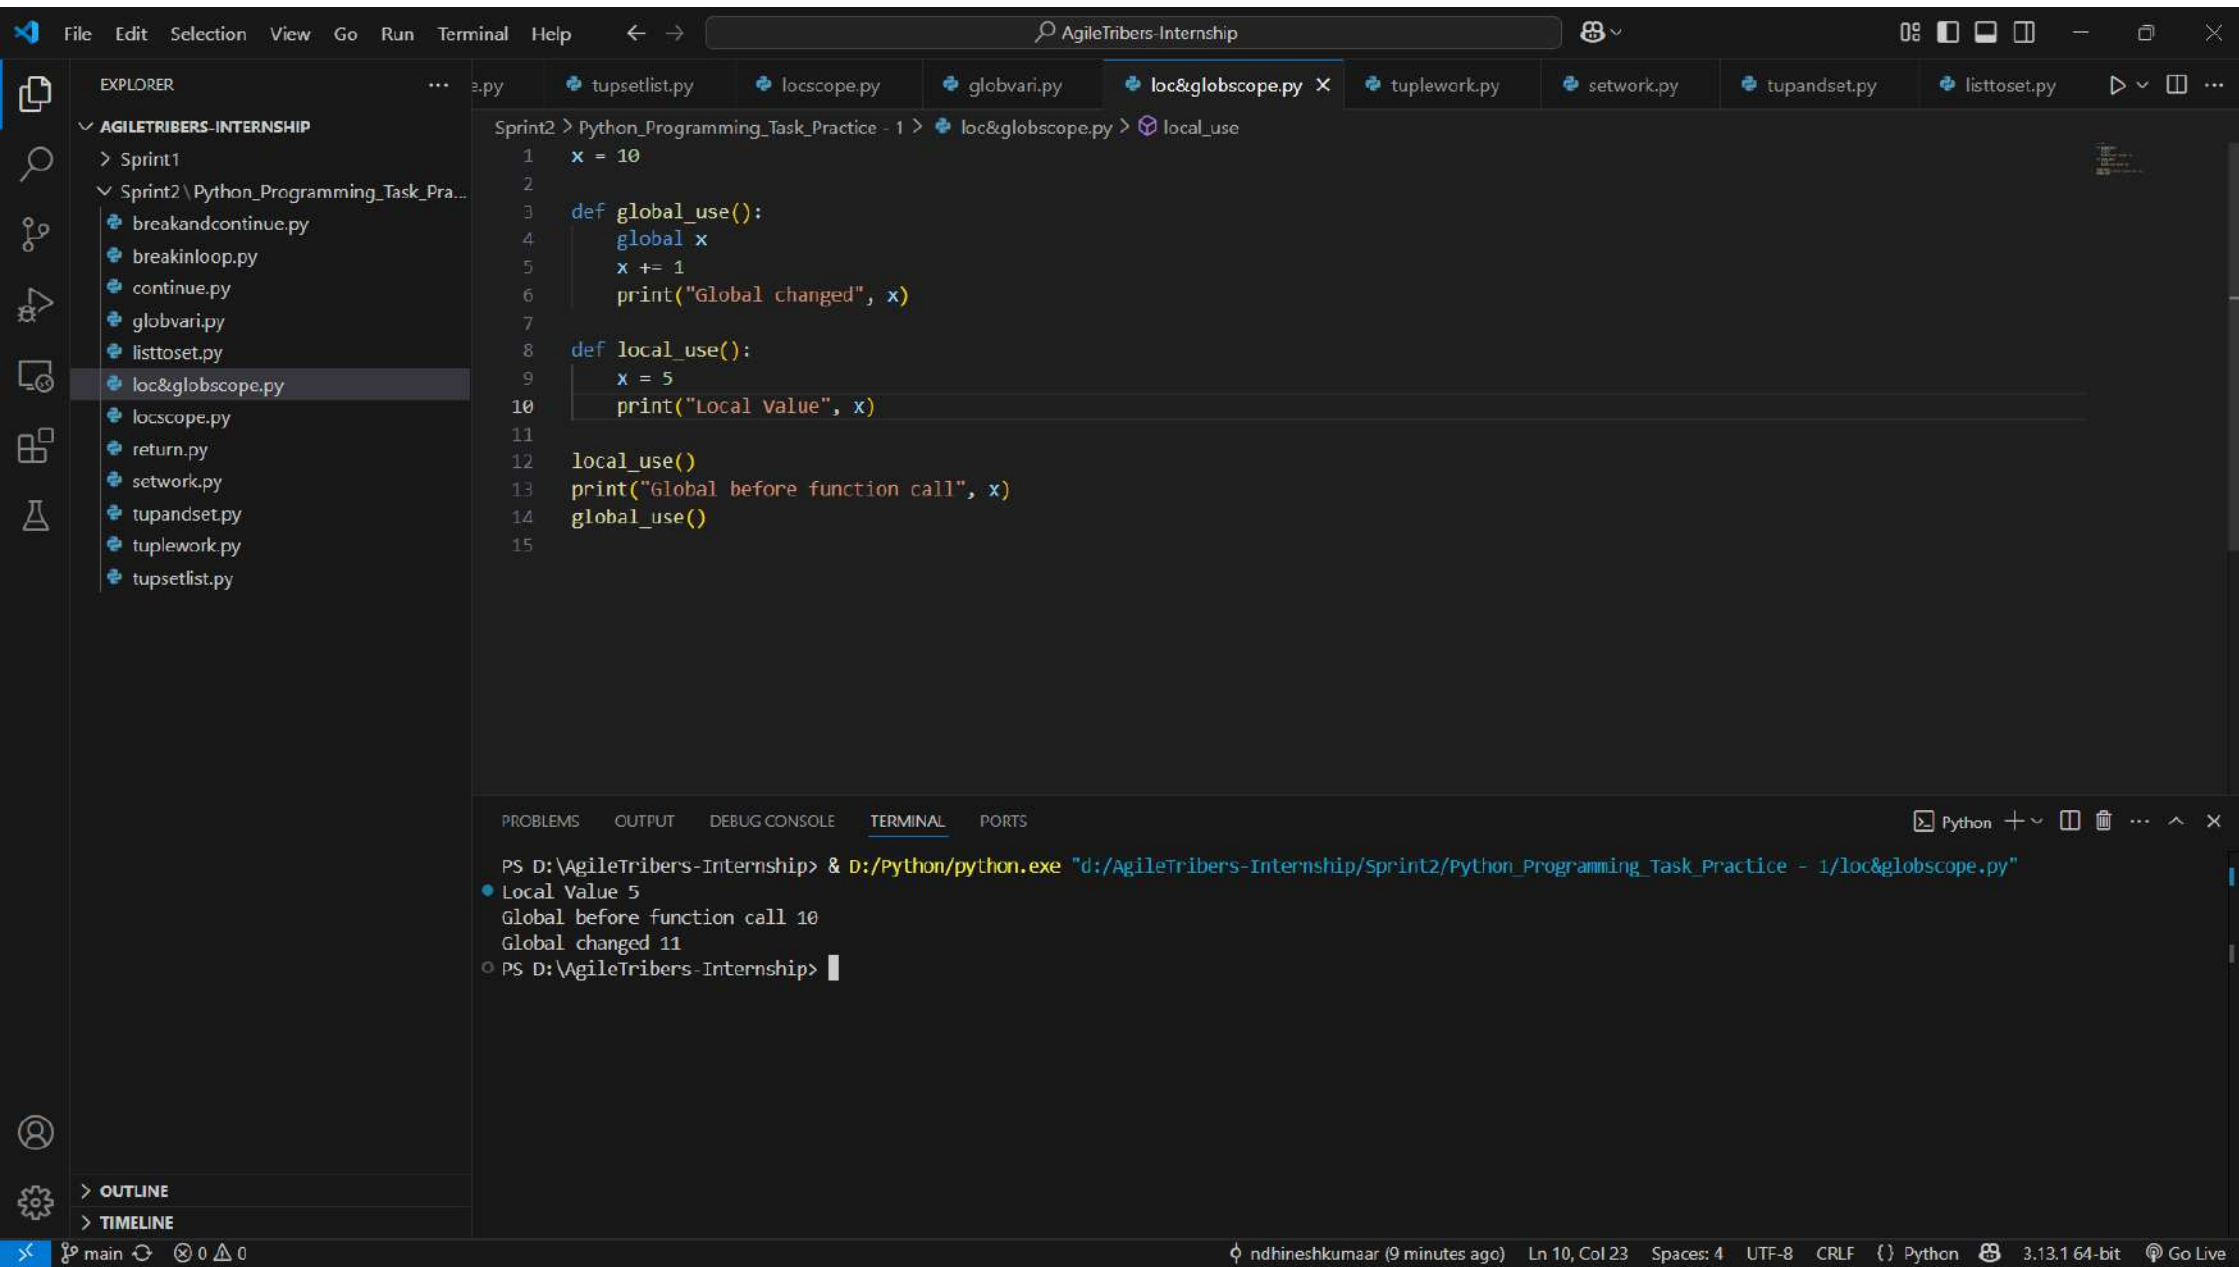 File Edit Selection View Go Run Terminal Help AgileTribers-Internship
EXPLORER
e.py tupsetlist.py locscope.py globvari.py loc&globscope.py tuplework.py setwork.py tupandset.py listtoset.py
AGILETRIBERS-INTERNSHIP
Sprint1
Sprint2\Python_Programming_Task_Pra...
breakandcontinue.py
breakinloop.py
continue.py
globvari.py
listtoset.py
loc&globscope.py
locscope.py
return.py
setwork.py
tupandset.py
tuplework.py
tupsetlist.py
OUTLINE
TIMELINE
Sprint2 > Python_Programming_Task_Practice - 1 > loc&globscope.py > local_use
1 x = 10
2
3 def global_use():
4 global x
5 x += 1
6 print("Global changed", x)
7
8 def local_use():
9 x = 5
10 print("Local Value", x)
11
12 local_use()
13 print("Global before function call", x)
14 global_use()
15
PROBLEMS OUTPUT DEBUG CONSOLE TERMINAL PORTS Python
PS D:\AgileTribers-Internship> & D:/Python/python.exe "d:/AgileTribers-Internship/Sprint2/Python_Programming_Task_Practice - 1/loc&globscope.py"
Local Value 5
Global before function call 10
Global changed 11
PS D:\AgileTribers-Internship>
main 0 0 ndhineshkumaar (9 minutes ago) Ln 10, Col 23 Spaces: 4 UTF-8 CRLF {} Python 3.13.1 64-bit Go Live